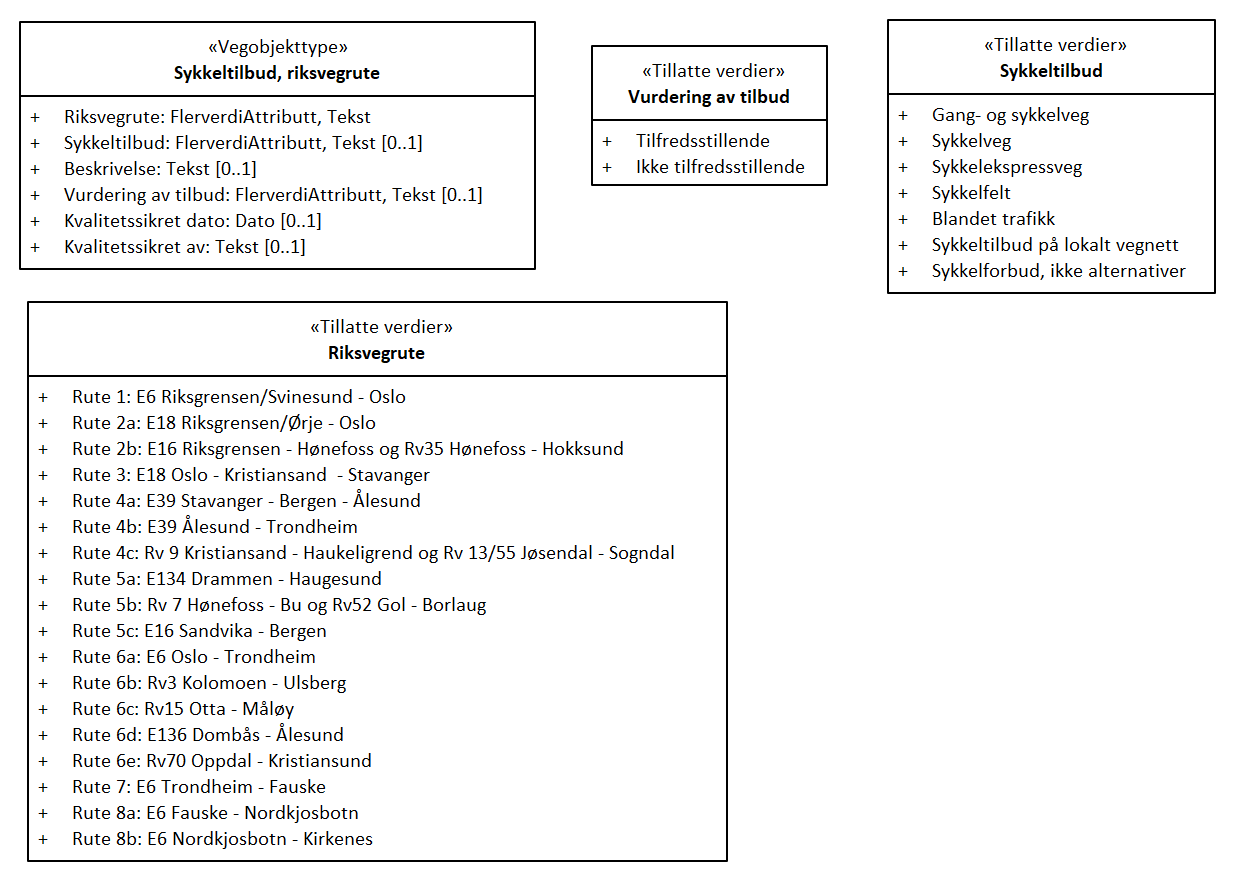 «Vegobjekttype»
Sykkeltilbud, riksvegrute
+ Riksvegrute: FlerverdiAttributt, Tekst
+ Sykkeltilbud: FlerverdiAttributt, Tekst [0..1]
+ Beskrivelse: Tekst [0..1]
+ Vurdering av tilbud: FlerverdiAttributt, Tekst [0..1]
+ Kvalitetssikret dato: Dato [0..1]
+ Kvalitetssikret av: Tekst [0..1]
«Tillatte verdier»
Vurdering av tilbud
+ Tilfredsstillende
+ Ikke tilfredsstillende
«Tillatte verdier»
Sykkeltilbud
+ Gang- og sykkelveg
+ Sykkelveg
+ Sykkelekspressveg
+ Sykkelfelt
+ Blandet trafikk
+ Sykkeltilbud på lokalt vegnett
+ Sykkelforbud, ikke alternativer
«Tillatte verdier»
Riksvegrute
+ Rute 1: E6 Riksgrensen/Svinesund - Oslo
+ Rute 2a: E18 Riksgrensen/Ørje - Oslo
+ Rute 2b: E16 Riksgrensen - Hønefoss og Rv35 Hønefoss - Hokksund
+ Rute 3: E18 Oslo - Kristiansand  - Stavanger
+ Rute 4a: E39 Stavanger - Bergen - Ålesund
+ Rute 4b: E39 Ålesund - Trondheim
+ Rute 4c: Rv 9 Kristiansand - Haukeligrend og Rv 13/55 Jøsendal - Sogndal
+ Rute 5a: E134 Drammen - Haugesund
+ Rute 5b: Rv 7 Hønefoss - Bu og Rv52 Gol - Borlaug
+ Rute 5c: E16 Sandvika - Bergen
+ Rute 6a: E6 Oslo - Trondheim
+ Rute 6b: Rv3 Kolomoen - Ulsberg
+ Rute 6c: Rv15 Otta - Måløy
+ Rute 6d: E136 Dombås - Ålesund
+ Rute 6e: Rv70 Oppdal - Kristiansund
+ Rute 7: E6 Trondheim - Fauske
+ Rute 8a: E6 Fauske - Nordkjosbotn
+ Rute 8b: E6 Nordkjosbotn - Kirkenes